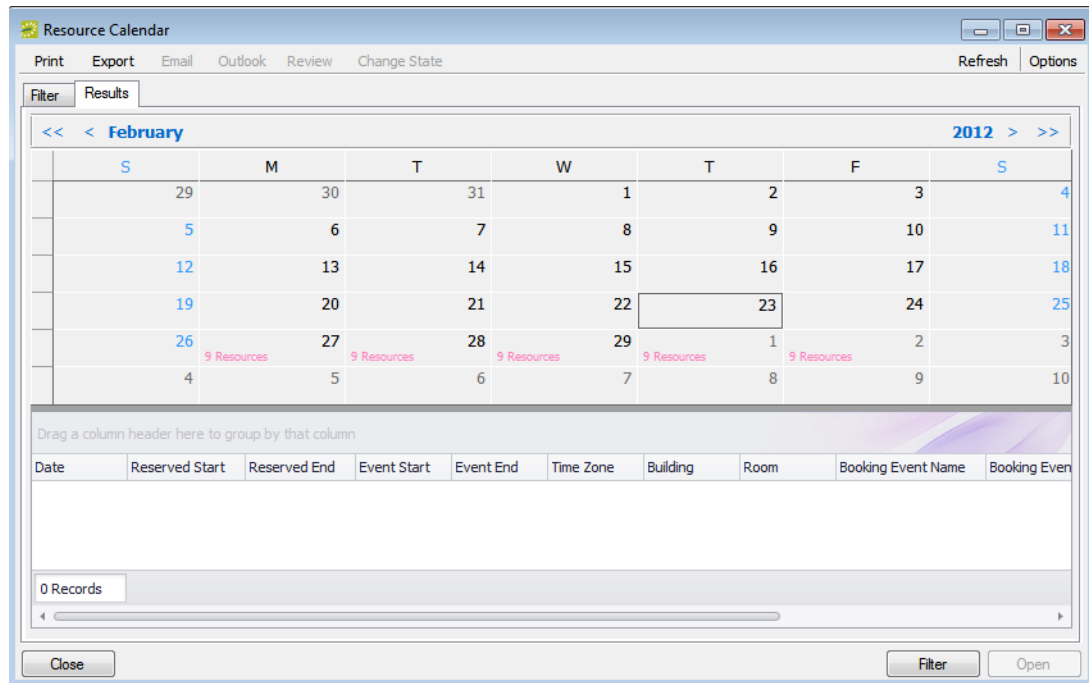 Resource Calendar
Print Export Email Outlook Review Change State Refresh Options
Filter Results
<< < February 2012 > >>
S M T W T F S
29 30 31 1 2 3 4
5 6 7 8 9 10 11
12 13 14 15 16 17 18
19 20 21 22 23 24 25
26 27 28 29 1 2 3
9 Resources 9 Resources 9 Resources 9 Resources 9 Resources
4 5 6 7 8 9 10
Drag a column header here to group by that column
Date Reserved Start Reserved End Event Start Event End Time Zone Building Room Booking Event Name Booking Even
0 Records
Close Filter Open